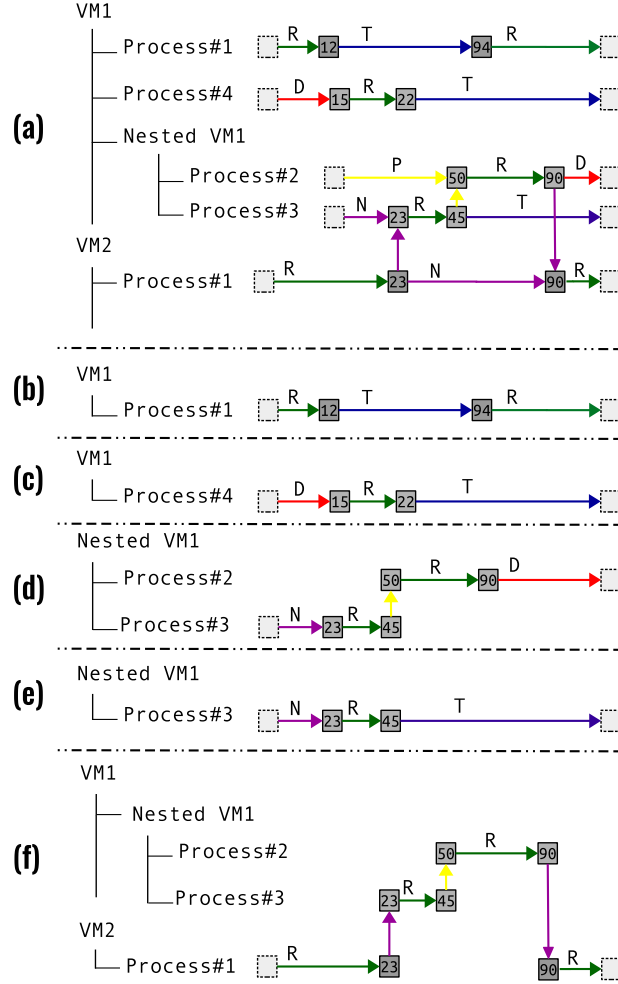 VM1
Process#1 R 12 T 94 R
Process#4 D 15 R 22 T
(a)
Nested VM1
Process#2 P 50 R 90 D
Process#3 N 23 R 45 T
VM2
Process#1 R 23 N 90 R
(b)
VM1
Process#1 R 12 T 94 R
(c)
VM1
Process#4 D 15 R 22 T
(d)
Nested VM1
Process#2 50 R 90 D
Process#3 N 23 R 45
(e)
Nested VM1
Process#3 N 23 R 45 T
(f)
VM1
Nested VM1
Process#2 50 R 90
Process#3 23 R 45
VM2
Process#1 R 23 90 R